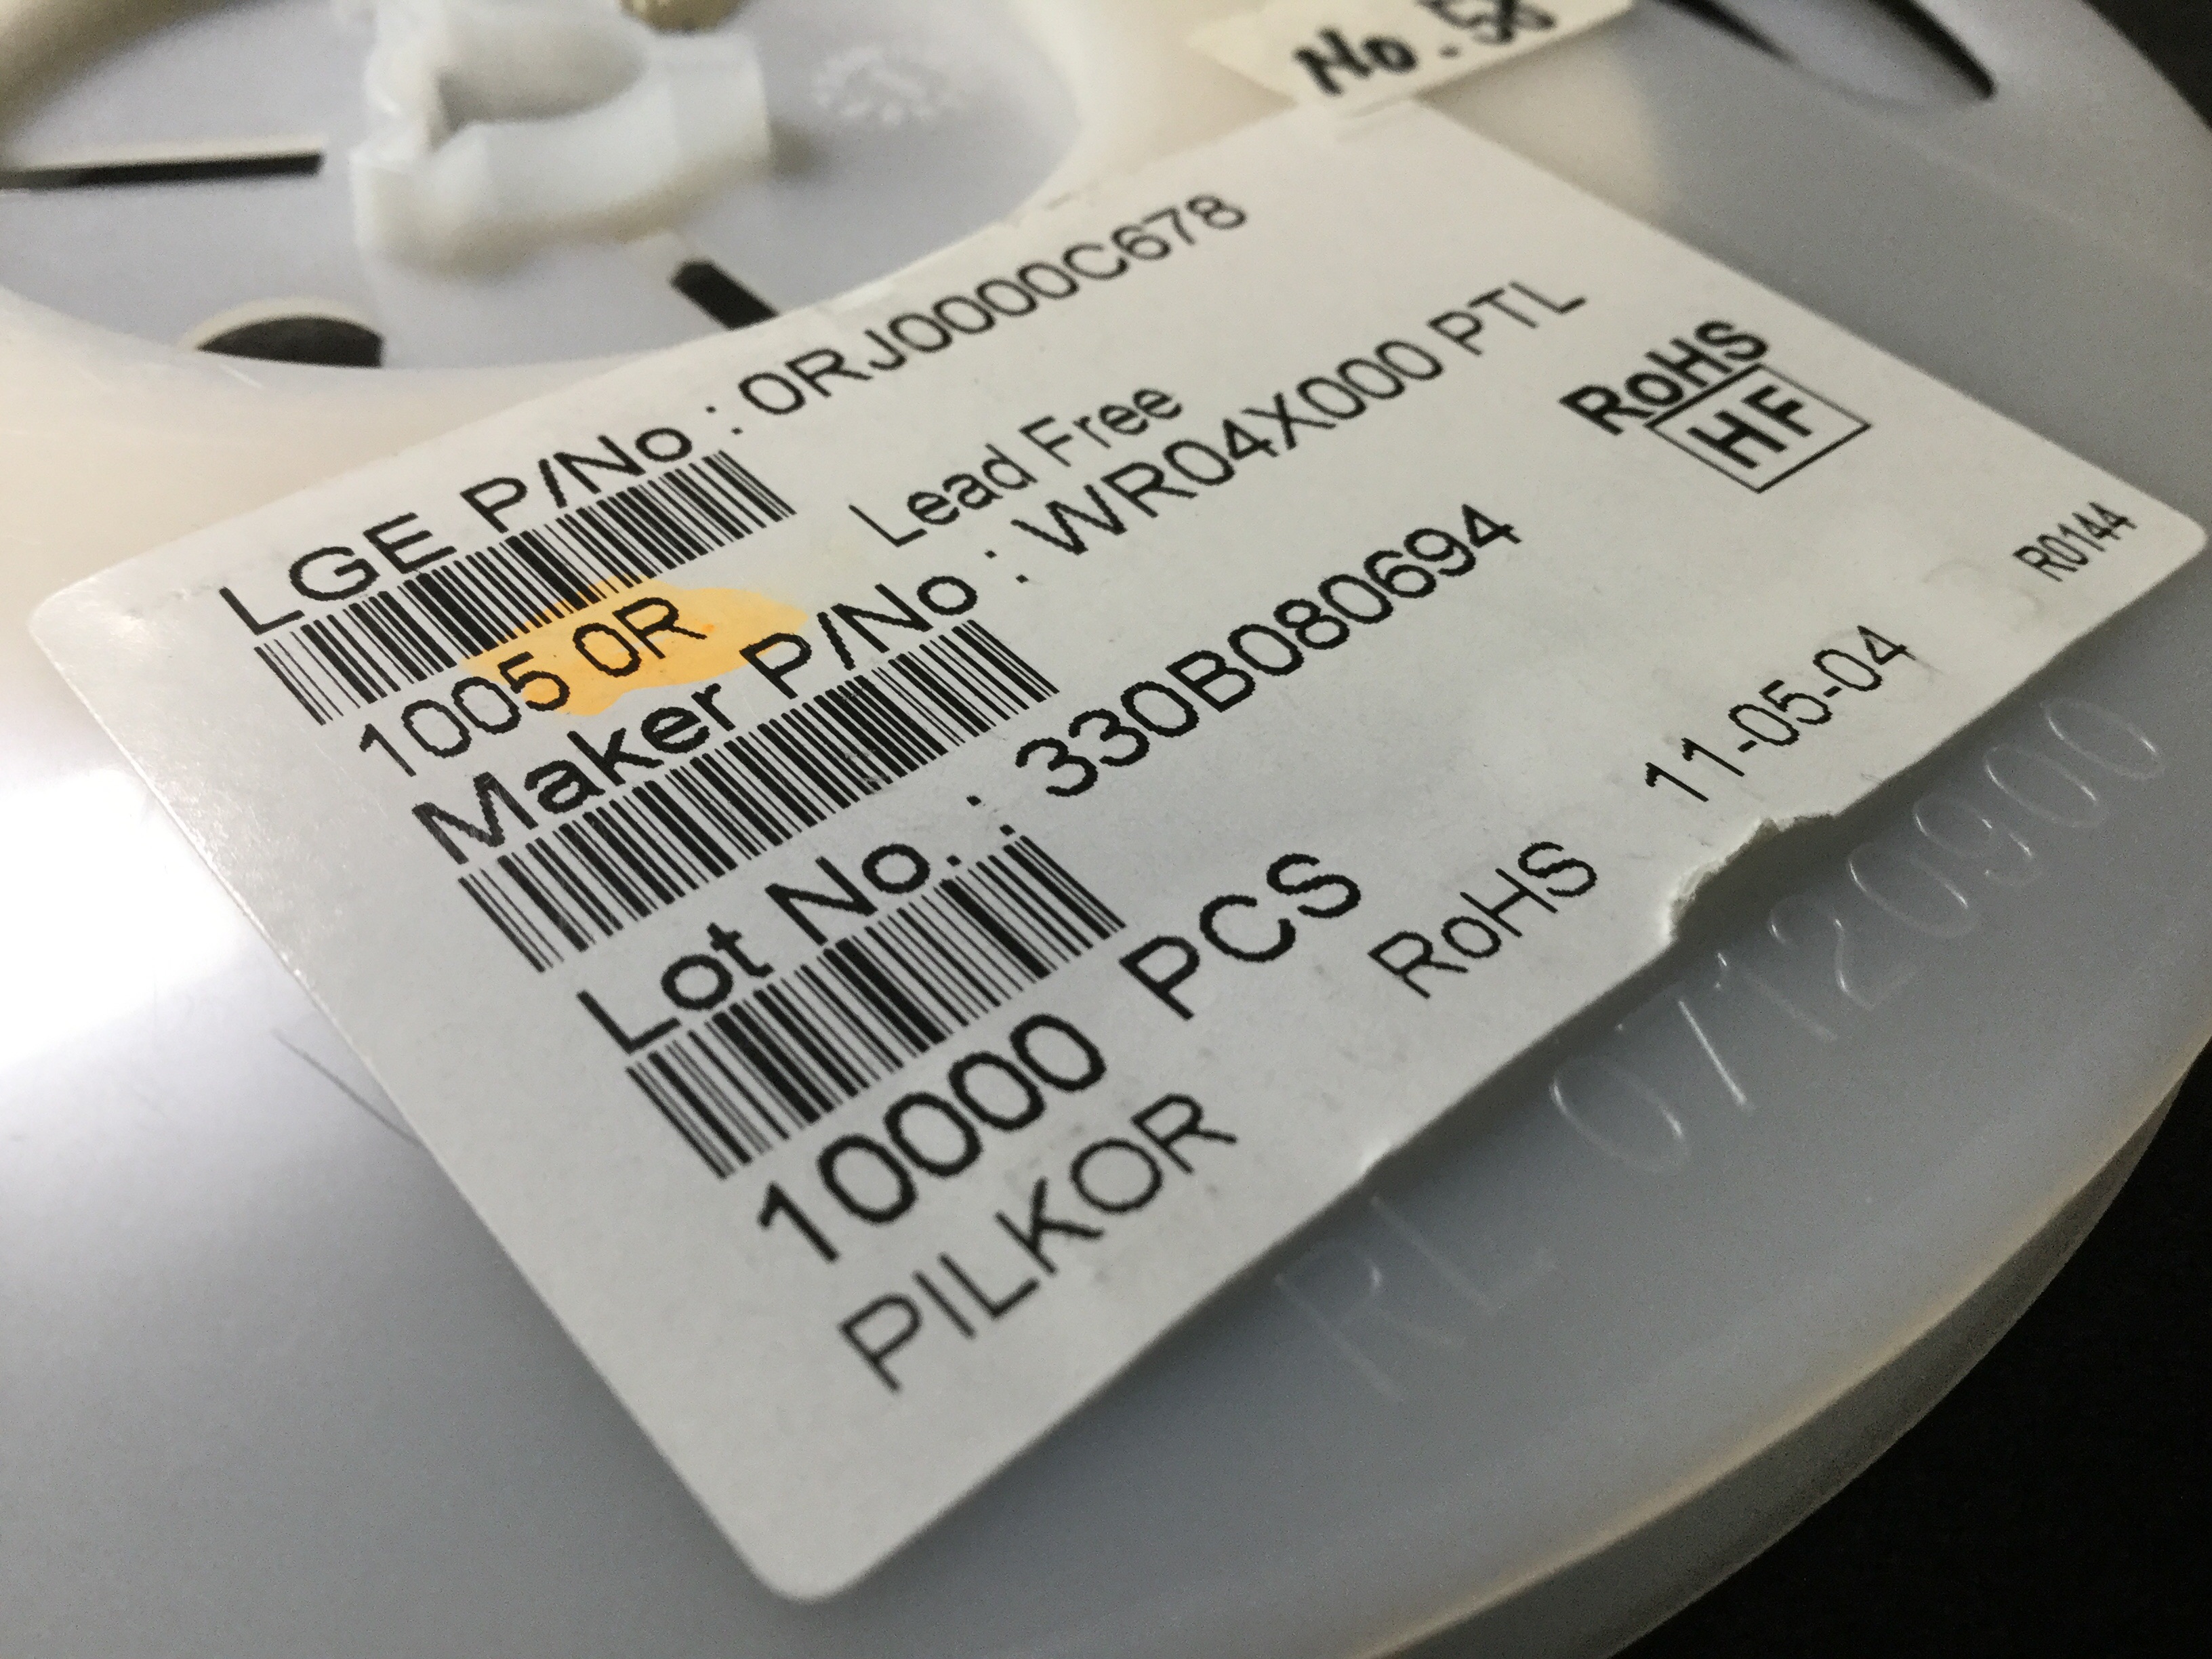 No. 58
LGE P/No : 0RJ0000C678
Lead Free
1005 0R
Maker P/No : WR04X000 PTL
RoHS
HF
Lot No. : 330B080694
R0144
10000 PCS
RoHS
11-05-04
PILKOR